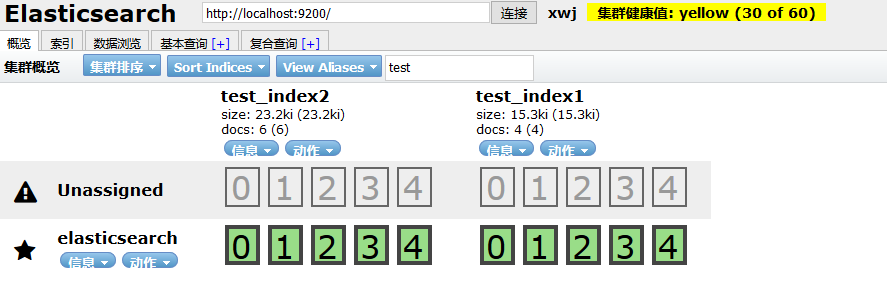 Elasticsearch http://localhost:9200/ 连接 xwj 集群健康值: yellow (30 of 60)
概览 索引 数据浏览 基本查询 [+] 复合查询 [+]
集群概览 集群排序 Sort Indices View Aliases test
test_index2 test_index1
size: 23.2ki (23.2ki) size: 15.3ki (15.3ki)
docs: 6 (6) docs: 4 (4)
信息 动作 信息 动作
Unassigned 0 1 2 3 4 0 1 2 3 4
elasticsearch 0 1 2 3 4 0 1 2 3 4
信息 动作